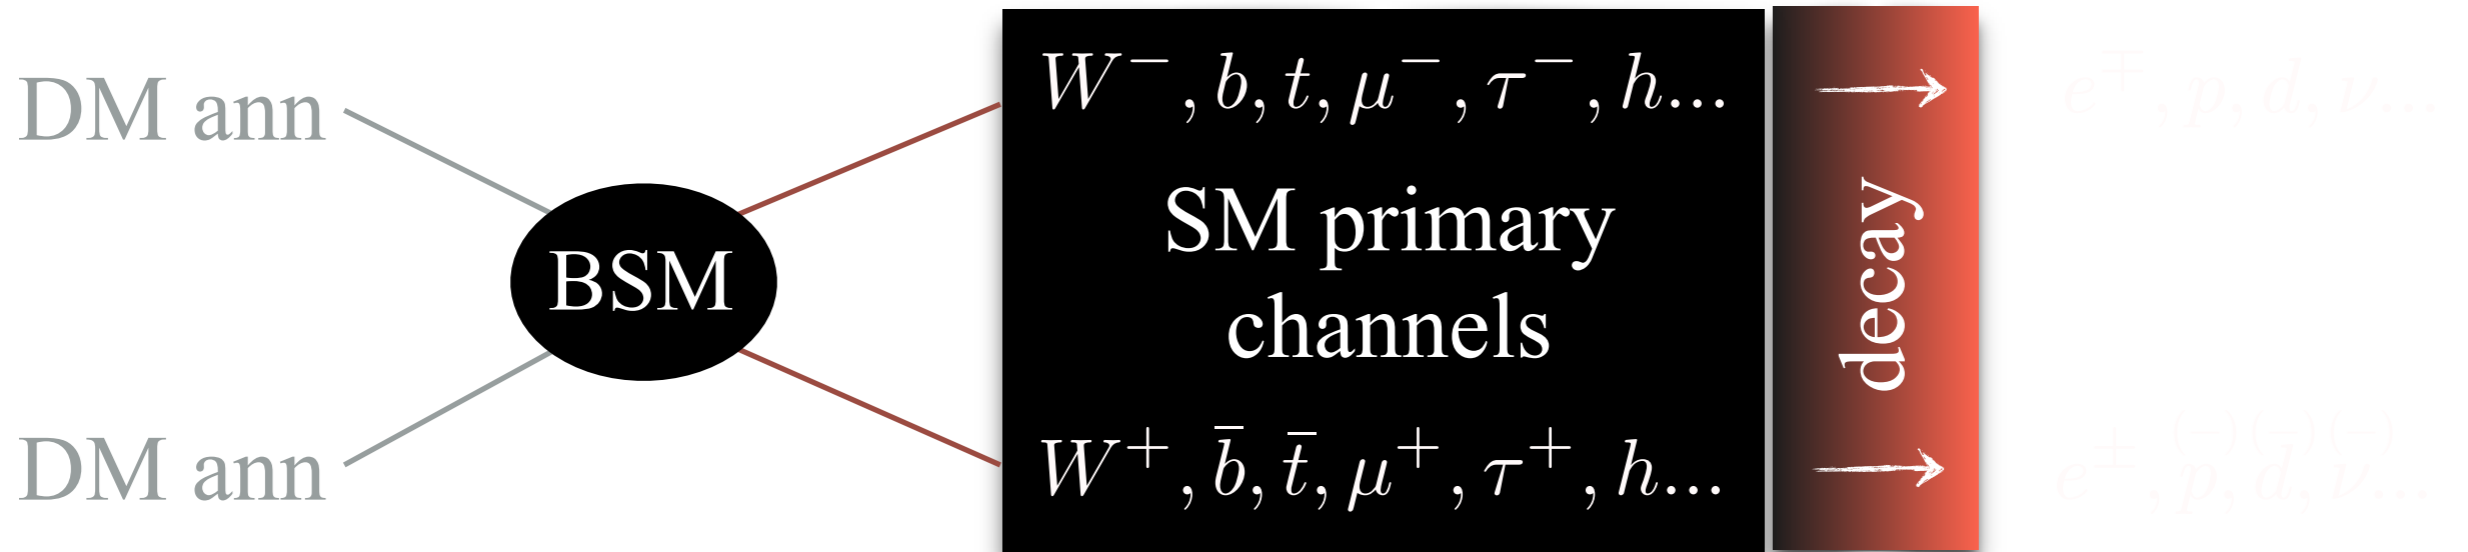 DM ann
BSM
DM ann
W⁻, b, t, μ⁻, τ⁻, h...
SM primary
channels
W⁺, b̄, t̄, μ⁺, τ⁺, h...
decay